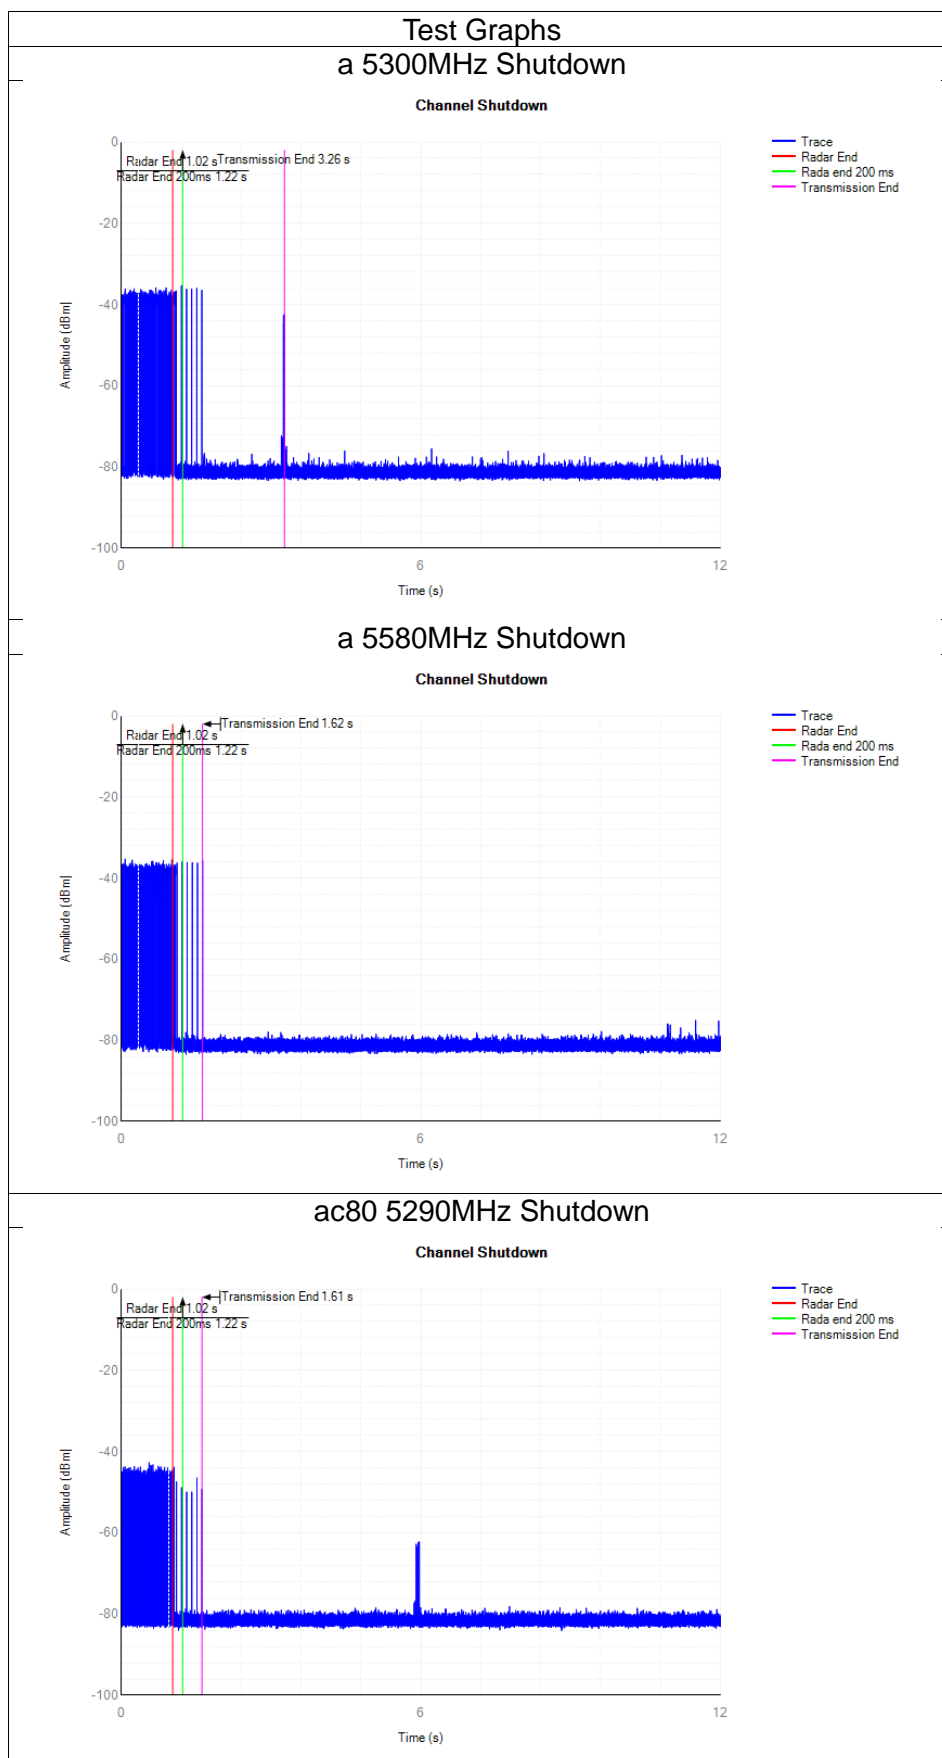 Test Graphs
a 5300MHz Shutdown
Channel Shutdown
Radar End 1.02 s
Transmission End 3.26 s
Radar End 200ms 1.22 s
Trace
Radar End
Rada end 200 ms
Transmission End
0
-20
-40
-60
-80
-100
Amplitude (dBm)
0 6 12
Time (s)
a 5580MHz Shutdown
Channel Shutdown
Transmission End 1.62 s
Radar End 1.02 s
Radar End 200ms 1.22 s
Trace
Radar End
Rada end 200 ms
Transmission End
0
-20
-40
-60
-80
-100
Amplitude (dBm)
0 6 12
Time (s)
ac80 5290MHz Shutdown
Channel Shutdown
Transmission End 1.61 s
Radar End 1.02 s
Radar End 200ms 1.22 s
Trace
Radar End
Rada end 200 ms
Transmission End
0
-20
-40
-60
-80
-100
Amplitude (dBm)
0 6 12
Time (s)